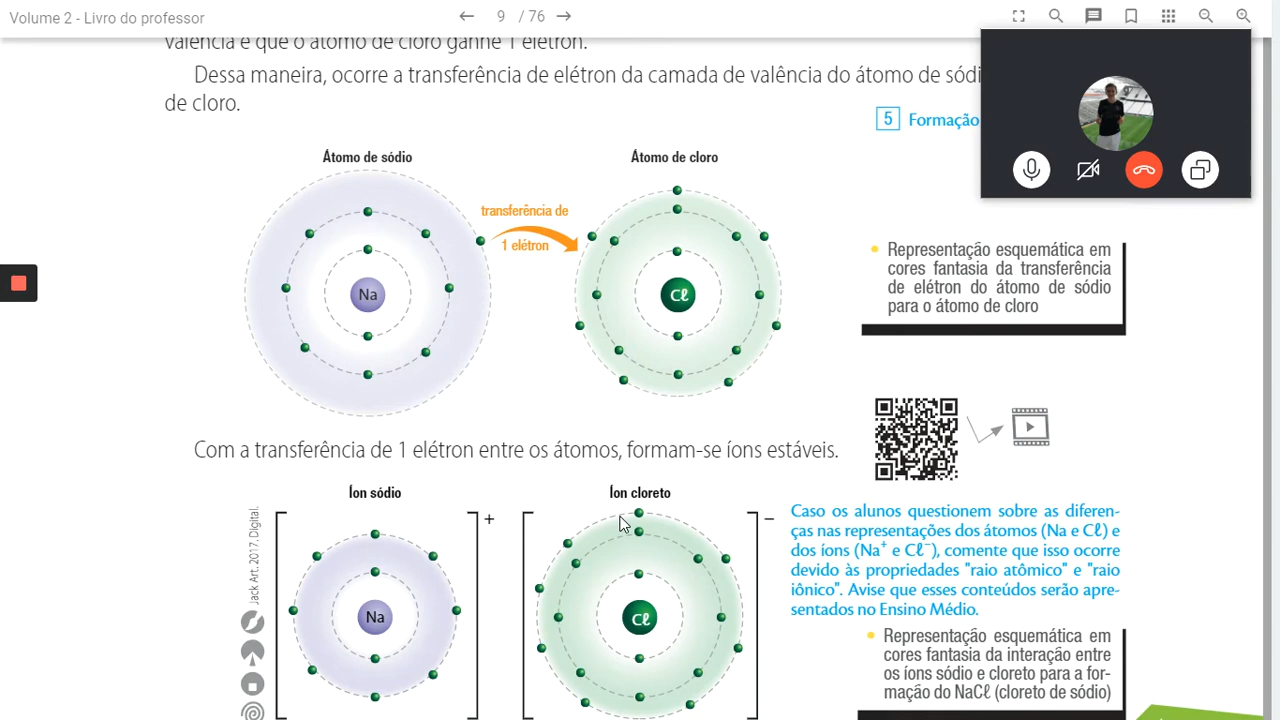 Volume 2 - Livro do professor
9 / 76
valência e que o átomo de cloro ganhe 1 elétron.
Dessa maneira, ocorre a transferência de elétron da camada de valência do átomo de sódi
de cloro.
5 Formação
Átomo de sódio
Átomo de cloro
transferência de
1 elétron
Na
Cℓ
Representação esquemática em
cores fantasia da transferência
de elétron do átomo de sódio
para o átomo de cloro
Com a transferência de 1 elétron entre os átomos, formam-se íons estáveis.
Íon sódio
Íon cloreto
+
–
Na
Cℓ
Jack Art. 2017. Digital.
Caso os alunos questionem sobre as diferen-
ças nas representações dos átomos (Na e Cℓ) e
dos íons (Na⁺ e Cℓ⁻), comente que isso ocorre
devido às propriedades "raio atômico" e "raio
iônico". Avise que esses conteúdos serão apre-
sentados no Ensino Médio.
Representação esquemática em
cores fantasia da interação entre
os íons sódio e cloreto para a for-
mação do NaCℓ (cloreto de sódio)